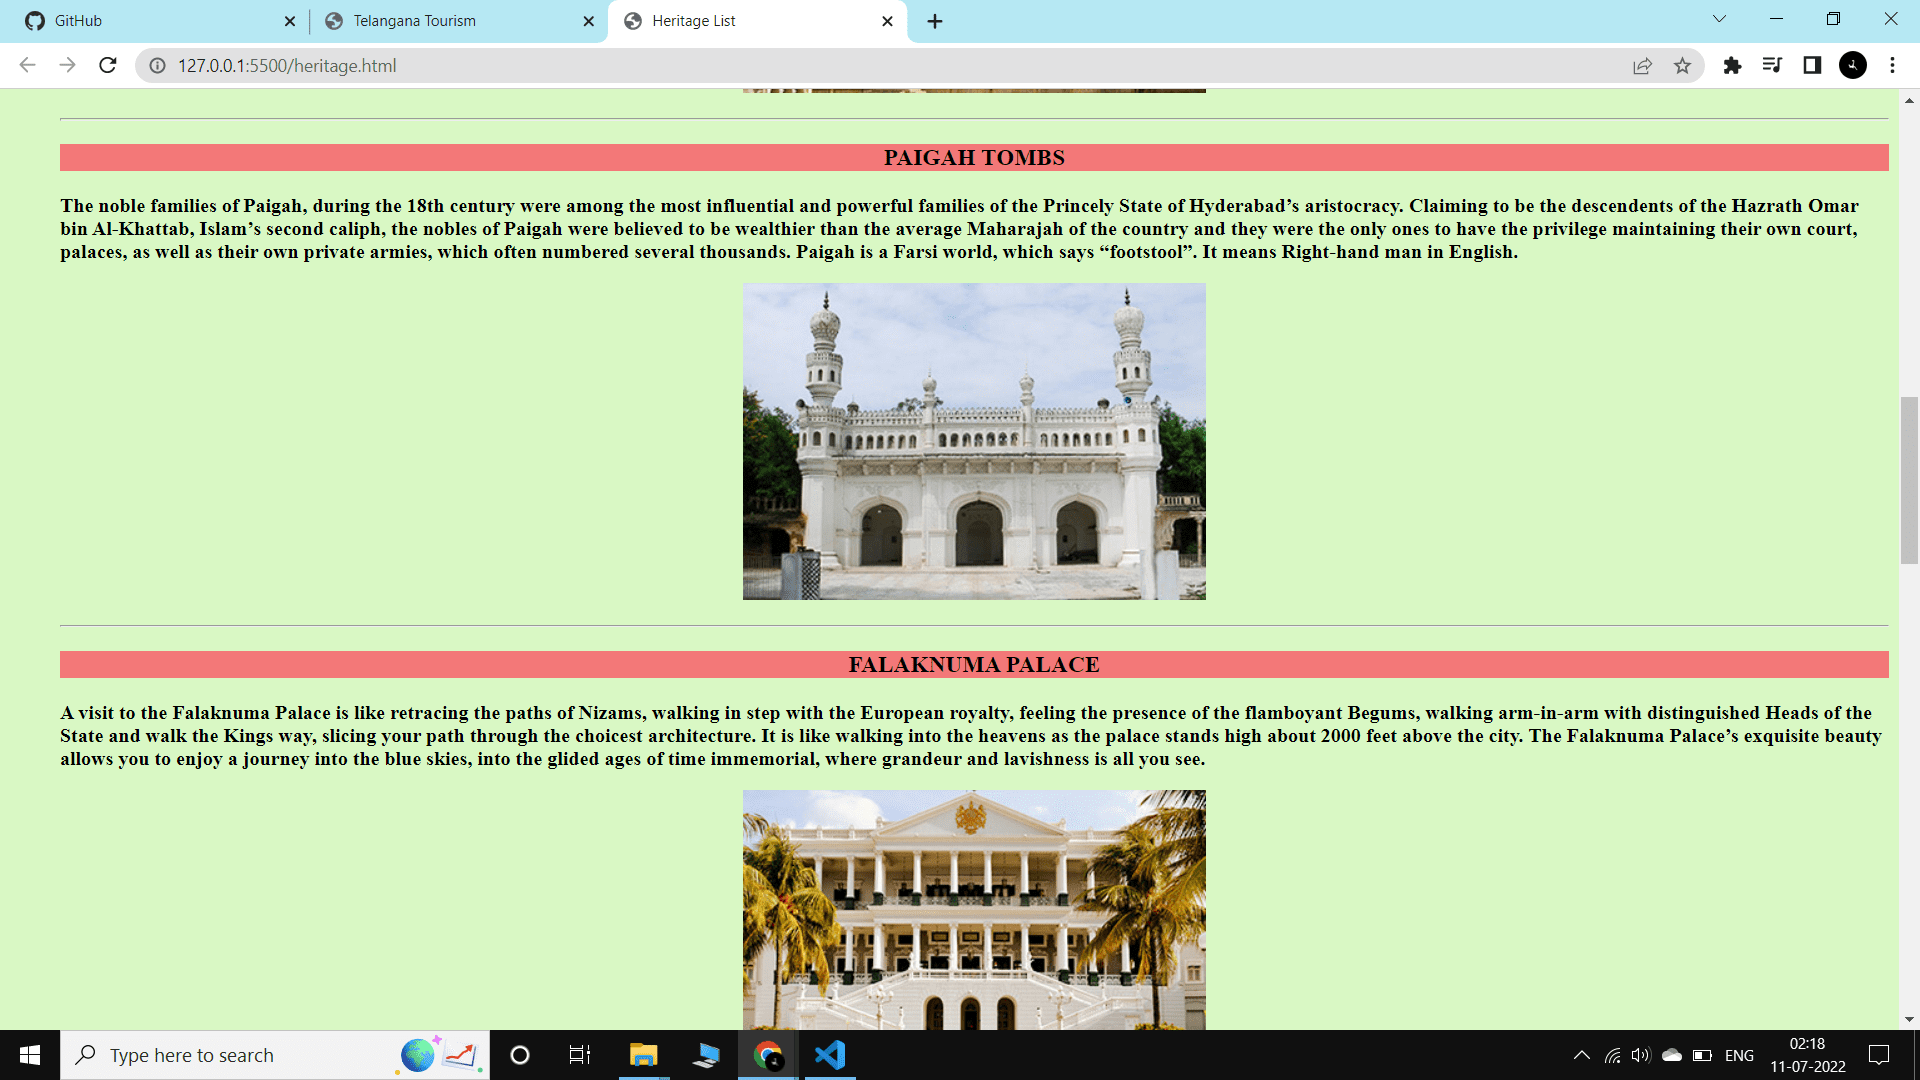 GitHub
Telangana Tourism
Heritage List
127.0.0.1:5500/heritage.html
PAIGAH TOMBS
The noble families of Paigah, during the 18th century were among the most influential and powerful families of the Princely State of Hyderabad’s aristocracy. Claiming to be the descendents of the Hazrath Omar
bin Al-Khattab, Islam’s second caliph, the nobles of Paigah were believed to be wealthier than the average Maharajah of the country and they were the only ones to have the privilege maintaining their own court,
palaces, as well as their own private armies, which often numbered several thousands. Paigah is a Farsi world, which says “footstool”. It means Right-hand man in English.
FALAKNUMA PALACE
A visit to the Falaknuma Palace is like retracing the paths of Nizams, walking in step with the European royalty, feeling the presence of the flamboyant Begums, walking arm-in-arm with distinguished Heads of the
State and walk the Kings way, slicing your path through the choicest architecture. It is like walking into the heavens as the palace stands high about 2000 feet above the city. The Falaknuma Palace’s exquisite beauty
allows you to enjoy a journey into the blue skies, into the glided ages of time immemorial, where grandeur and lavishness is all you see.
Type here to search
ENG
02:18
11-07-2022